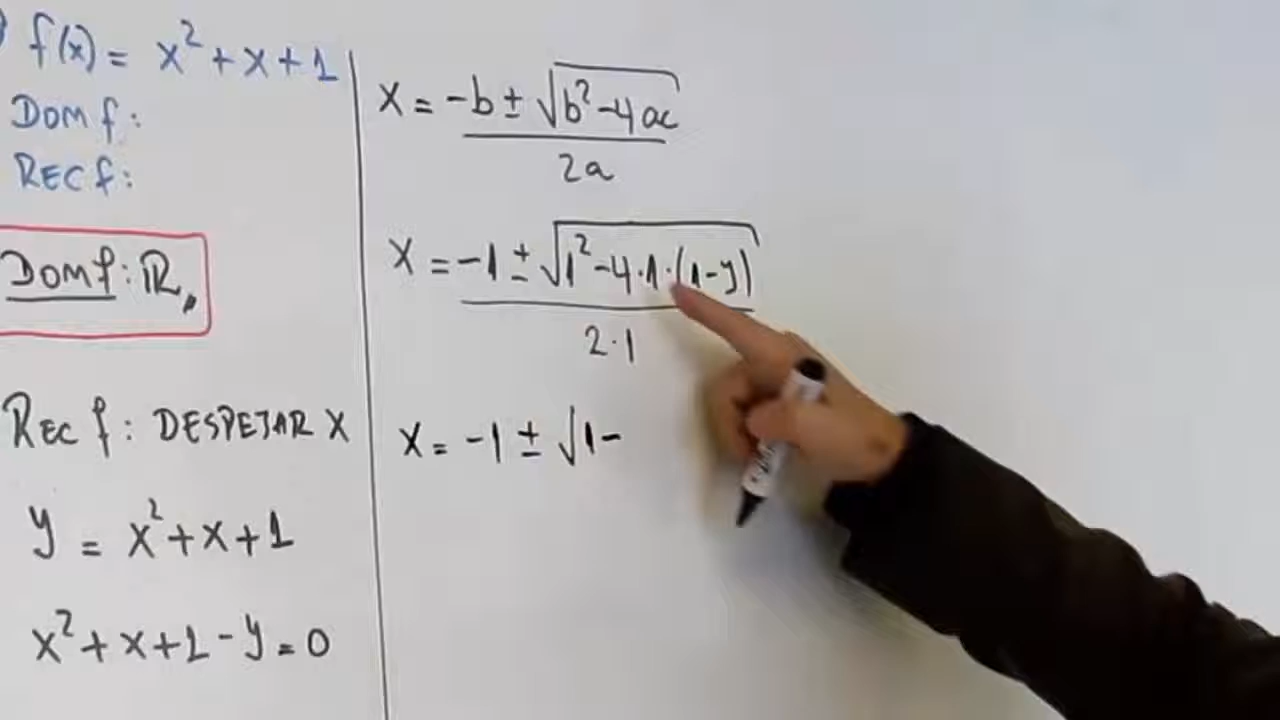 f(x) = x² + x + 1
Dom f:
Rec f:
Dom f: ℝ,,
Rec f: DESPEJAR X
y = x² + x + 1
x² + x + 1 - y = 0
x = -b ± √(b² - 4ac) / 2a
x = -1 ± √(1² - 4·1·(1-y)) / 2·1
x = -1 ± √1 -